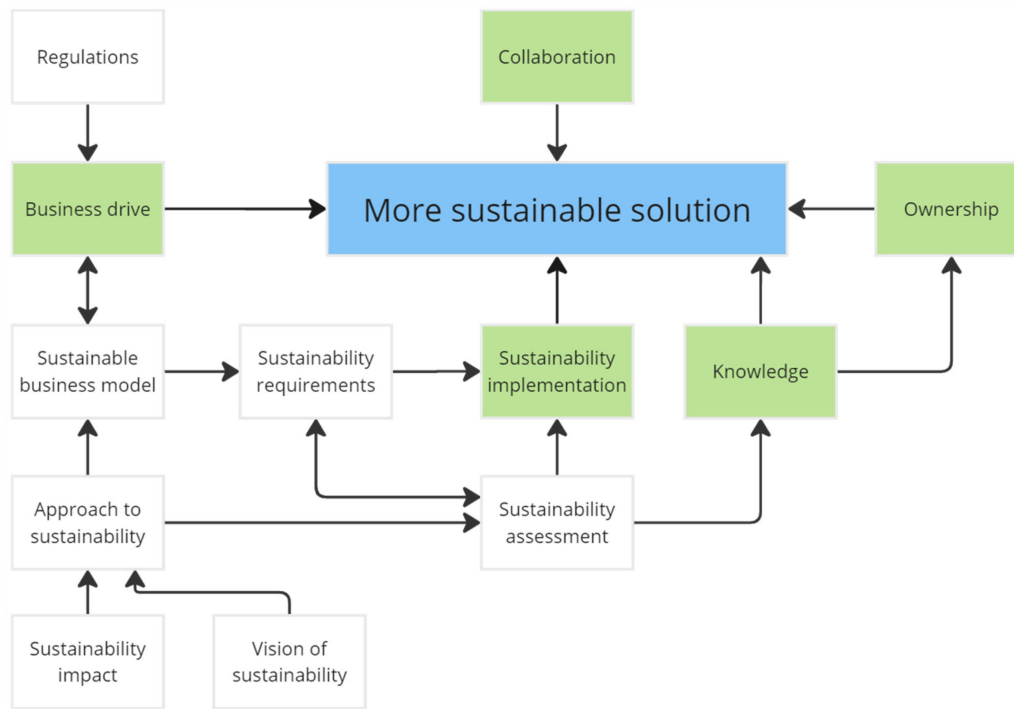 Regulations
Collaboration
Business drive
More sustainable solution
Ownership
Sustainable
business model
Sustainability
requirements
Sustainability
implementation
Knowledge
Approach to
sustainability
Sustainability
assessment
Sustainability
impact
Vision of
sustainability